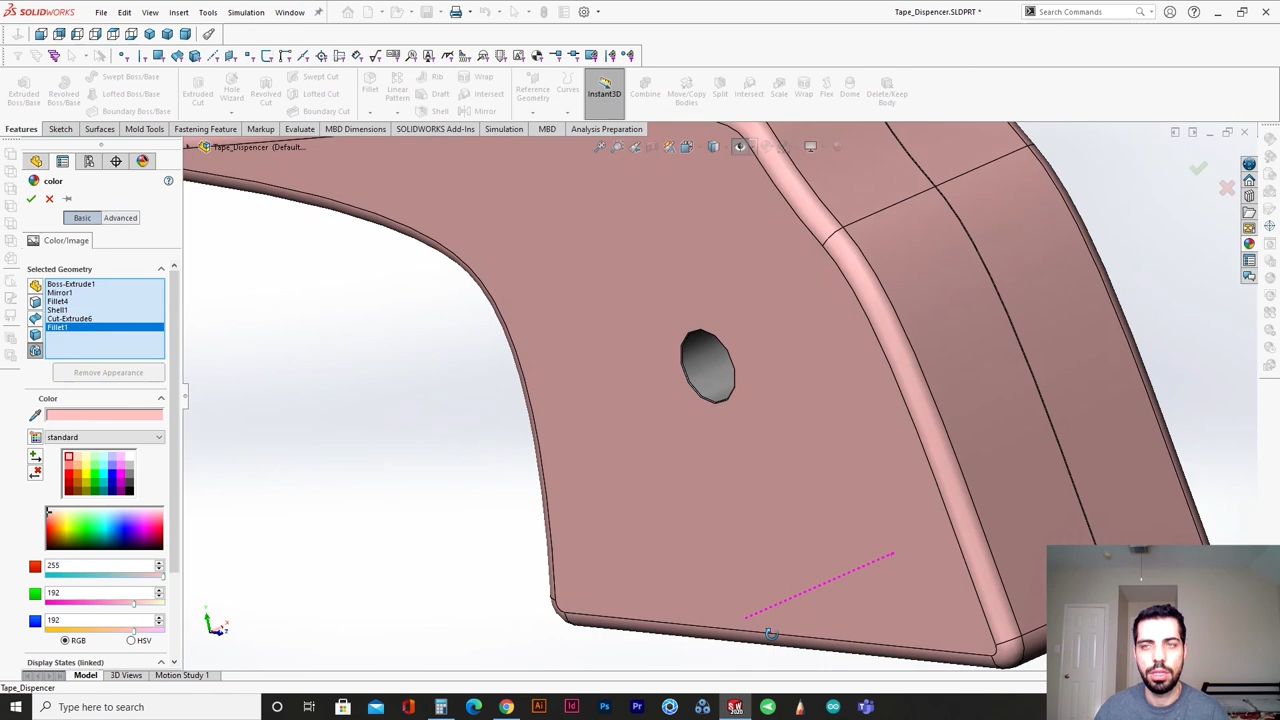 SOLIDWORKS File Edit View Insert Tools Simulation Window Tape_Dispencer.SLDPRT * Search Commands
Extruded Boss/Base
Revolved Boss/Base
Swept Boss/Base
Lofted Boss/Base
Boundary Boss/Base
Extruded Cut
Hole Wizard
Revolved Cut
Swept Cut
Lofted Cut
Boundary Cut
Fillet
Linear Pattern
Rib
Draft
Shell
Wrap
Intersect
Mirror
Reference Geometry
Curves
Instant3D
Combine
Move/Copy Bodies
Split
Intersect
Scale
Wrap
Flex
Dome
Delete/Keep Body
Features Sketch Surfaces Mold Tools Fastening Feature Markup Evaluate MBD Dimensions SOLIDWORKS Add-Ins Simulation MBD Analysis Preparation
Tape_Dispencer (Default...
color
Basic Advanced
Color/Image
Selected Geometry
Boss-Extrude1
Mirror1
Fillet4
Shell1
Cut-Extrude6
Fillet1
Remove Appearance
Color
standard
255
192
192
RGB HSV
Display States (linked)
Model 3D Views Motion Study 1
Tape_Dispencer
Type here to search